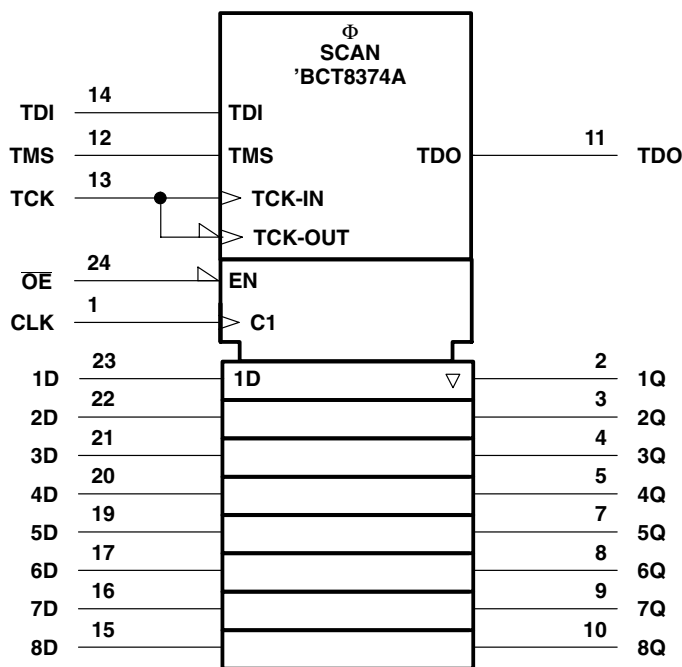 Φ
SCAN
'BCT8374A
TDI 14 TDI
TMS 12 TMS TDO 11 TDO
TCK 13 TCK-IN
TCK-OUT
OE 24 EN
CLK 1 C1
1D 23 1D ▽ 2 1Q
2D 22 3 2Q
3D 21 4 3Q
4D 20 5 4Q
5D 19 7 5Q
6D 17 8 6Q
7D 16 9 7Q
8D 15 10 8Q